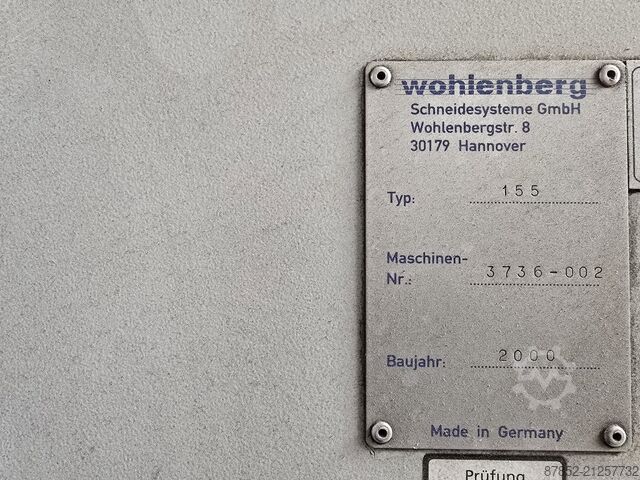 wohlenberg
Schneidesysteme GmbH
Wohlenbergstr. 8
30179 Hannover
Typ: 155
Maschinen-
Nr.: 3736-002
Baujahr: 2000
Made in Germany
Prüfung
87852-21257732